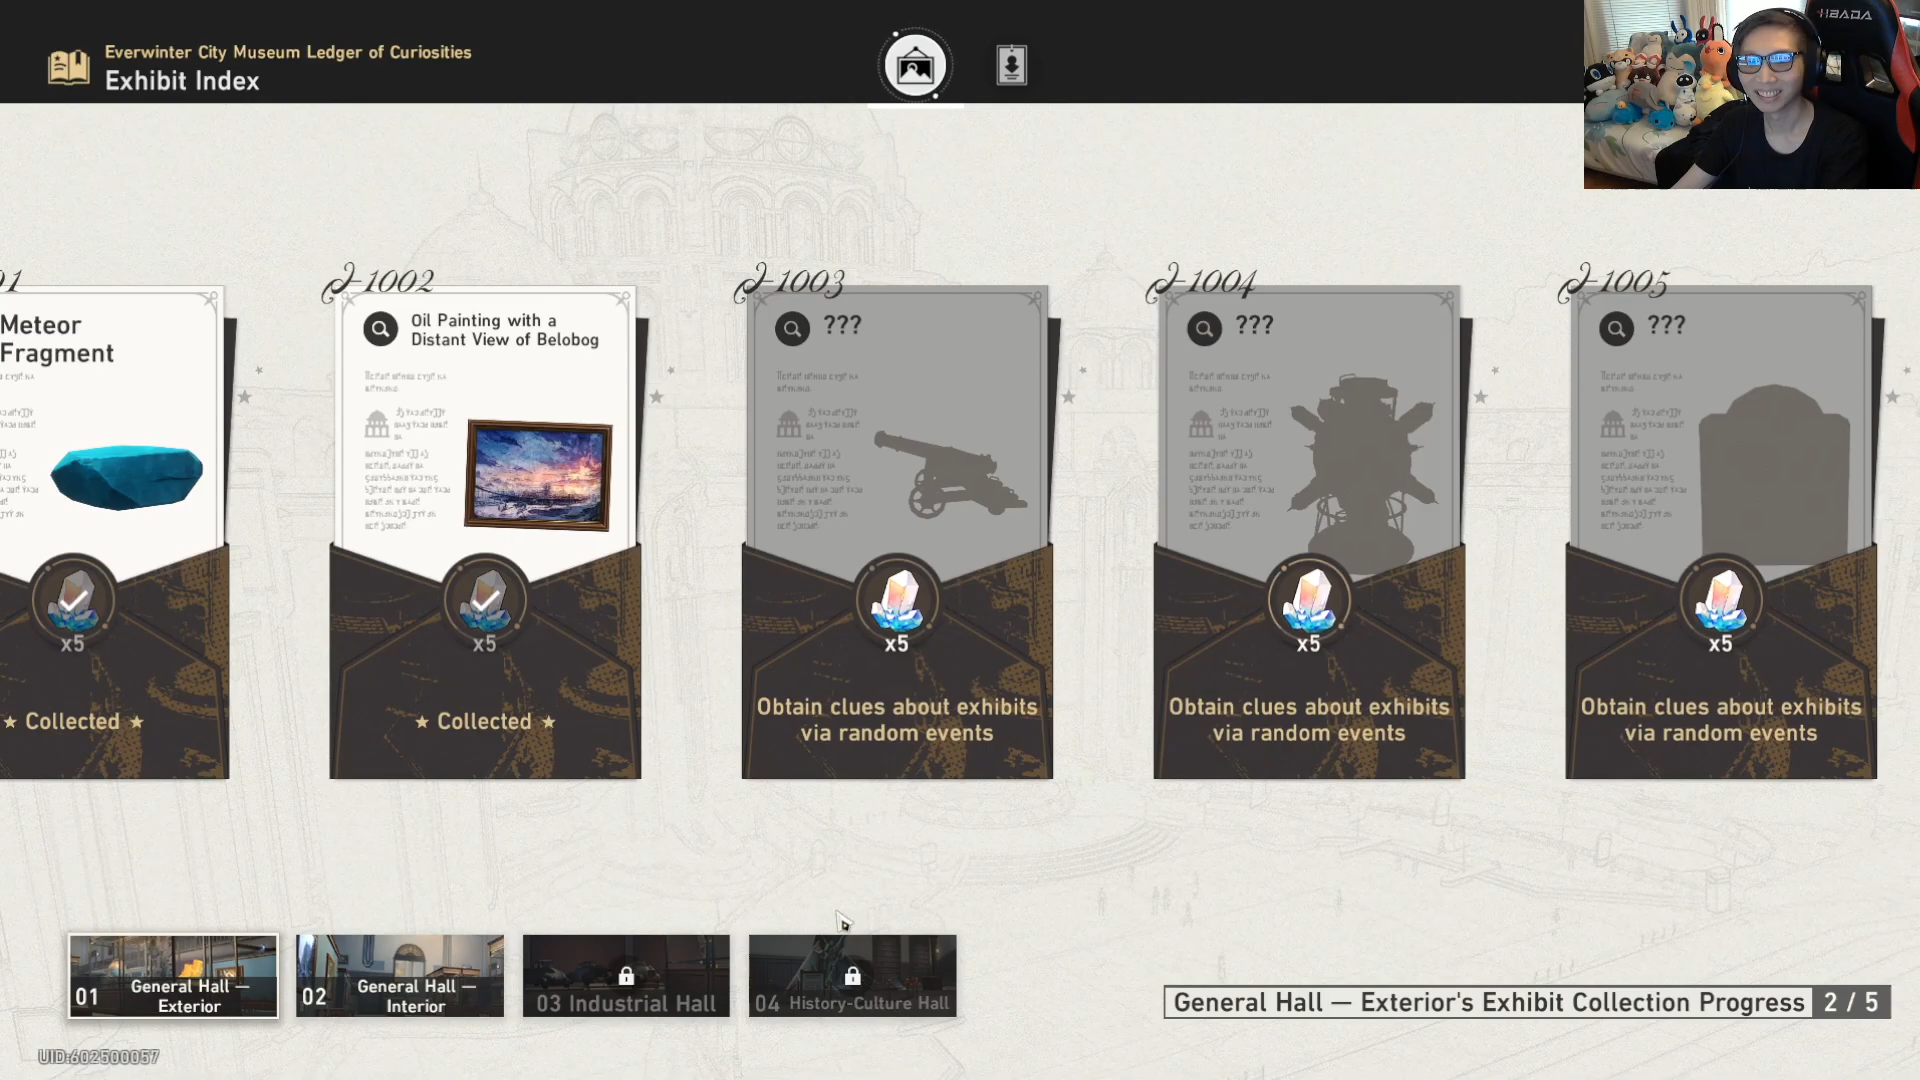 Everwinter City Museum Ledger of Curiosities
Exhibit Index
HBADA
1002
1003
1004
1005
Meteor
Fragment
Oil Painting with a
Distant View of Belobog
???
???
???
x5
x5
x5
x5
x5
Collected
Collected
Obtain clues about exhibits
via random events
Obtain clues about exhibits
via random events
Obtain clues about exhibits
via random events
01 General Hall —
Exterior
02 General Hall —
Interior
03 Industrial Hall
04 History-Culture Hall
General Hall — Exterior's Exhibit Collection Progress 2 / 5
UID:602500057